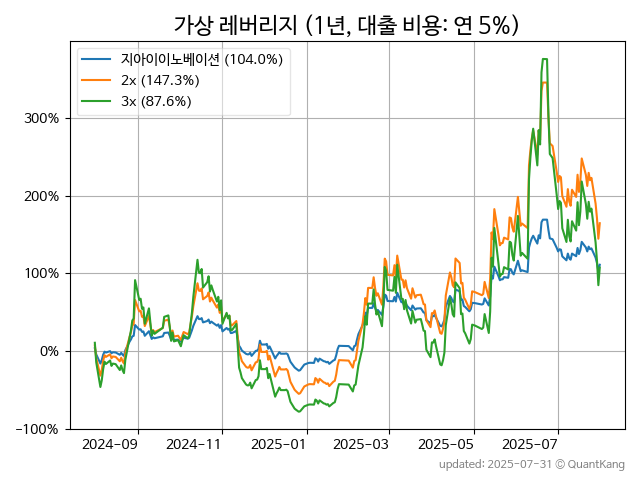 가상 레버리지 (1년, 대출 비용: 연 5%)
지아이이노베이션 (104.0%)
2x (147.3%)
3x (87.6%)
300%
200%
100%
0%
−100%
2024-09
2024-11
2025-01
2025-03
2025-05
2025-07
updated: 2025-07-31 © QuantKang